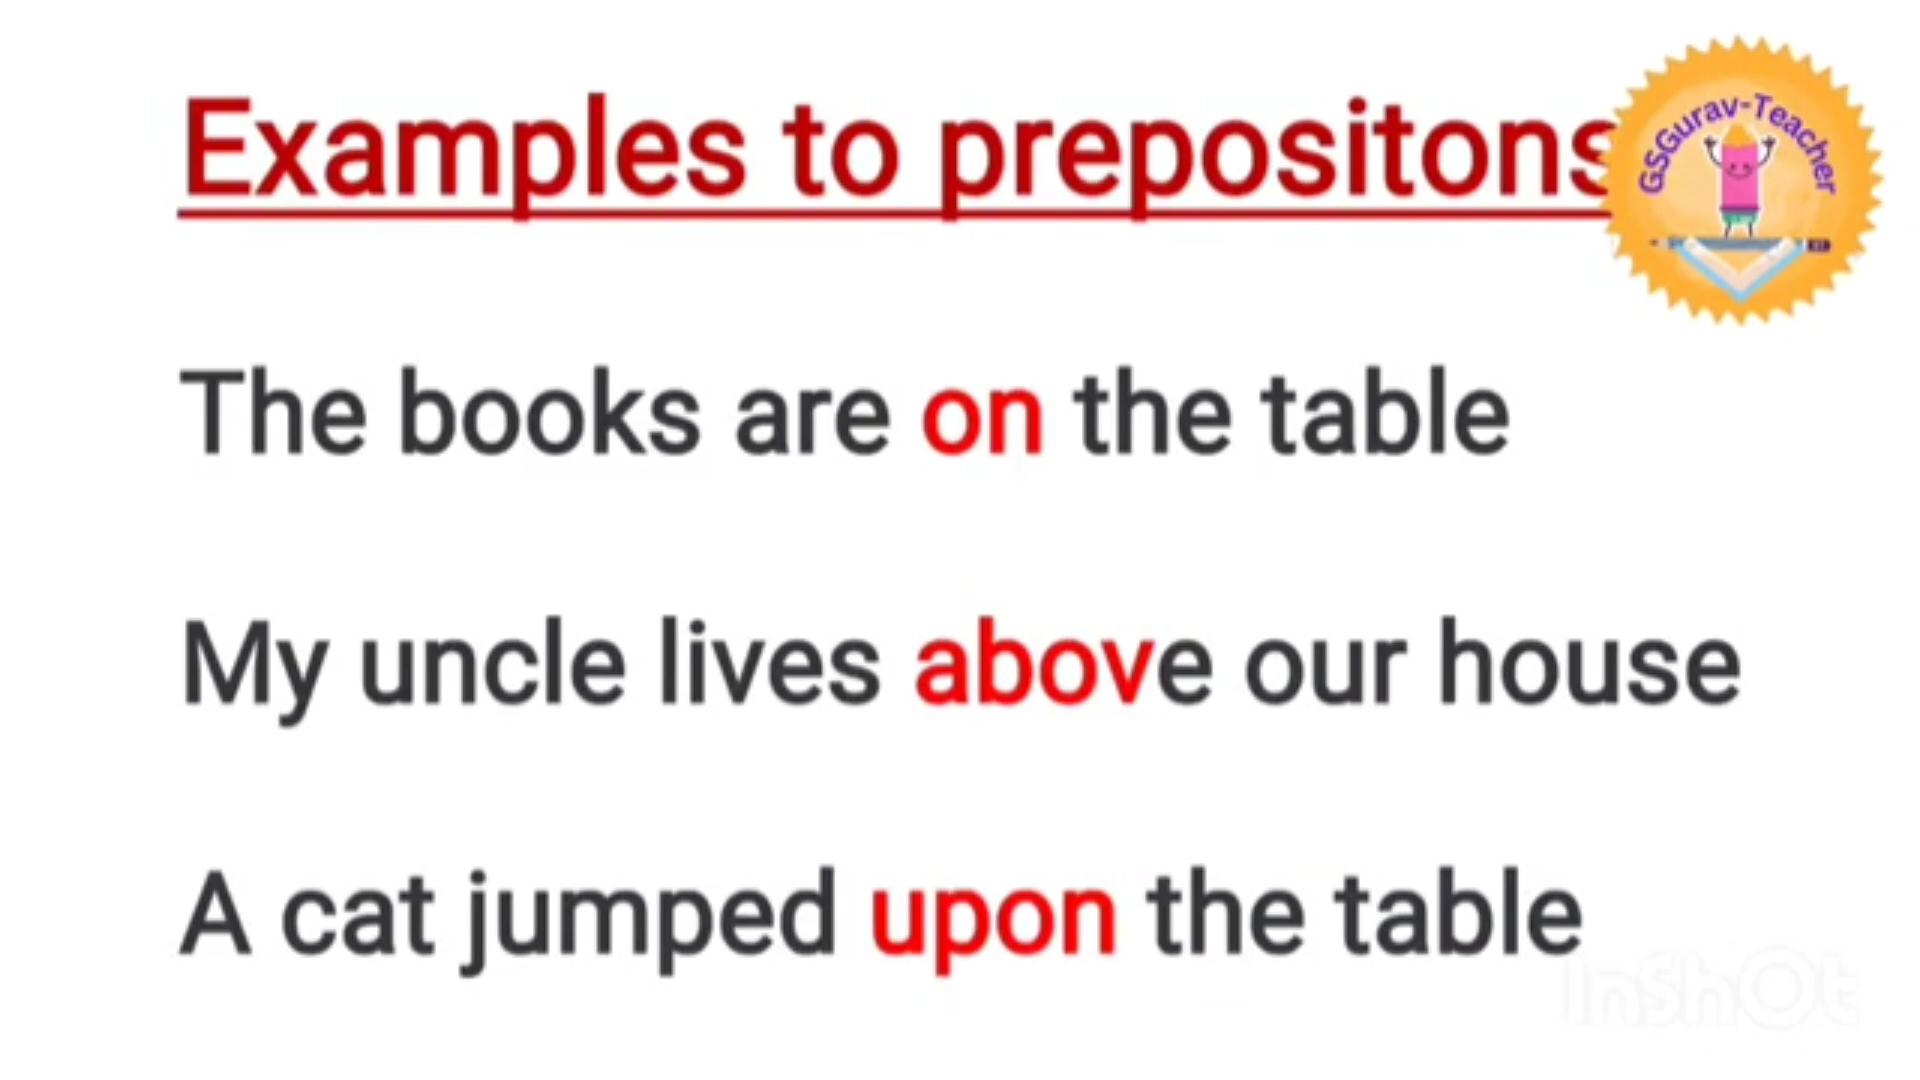 Examples to prepositons
GSGurav-Teacher
The books are on the table
My uncle lives above our house
A cat jumped upon the table
InShOt